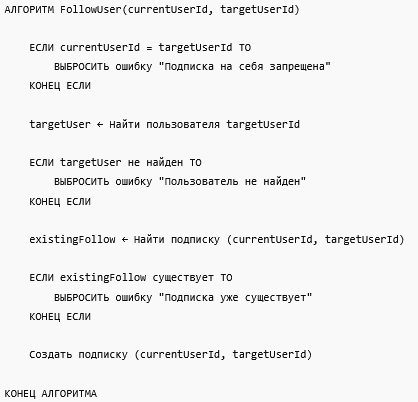 АЛГОРИТМ FollowUser(currentUserId, targetUserId)
ЕСЛИ currentUserId = targetUserId ТО
ВЫБРОСИТЬ ошибку "Подписка на себя запрещена"
КОНЕЦ ЕСЛИ
targetUser ← Найти пользователя targetUserId
ЕСЛИ targetUser не найден ТО
ВЫБРОСИТЬ ошибку "Пользователь не найден"
КОНЕЦ ЕСЛИ
existingFollow ← Найти подписку (currentUserId, targetUserId)
ЕСЛИ existingFollow существует ТО
ВЫБРОСИТЬ ошибку "Подписка уже существует"
КОНЕЦ ЕСЛИ
Создать подписку (currentUserId, targetUserId)
КОНЕЦ АЛГОРИТМА